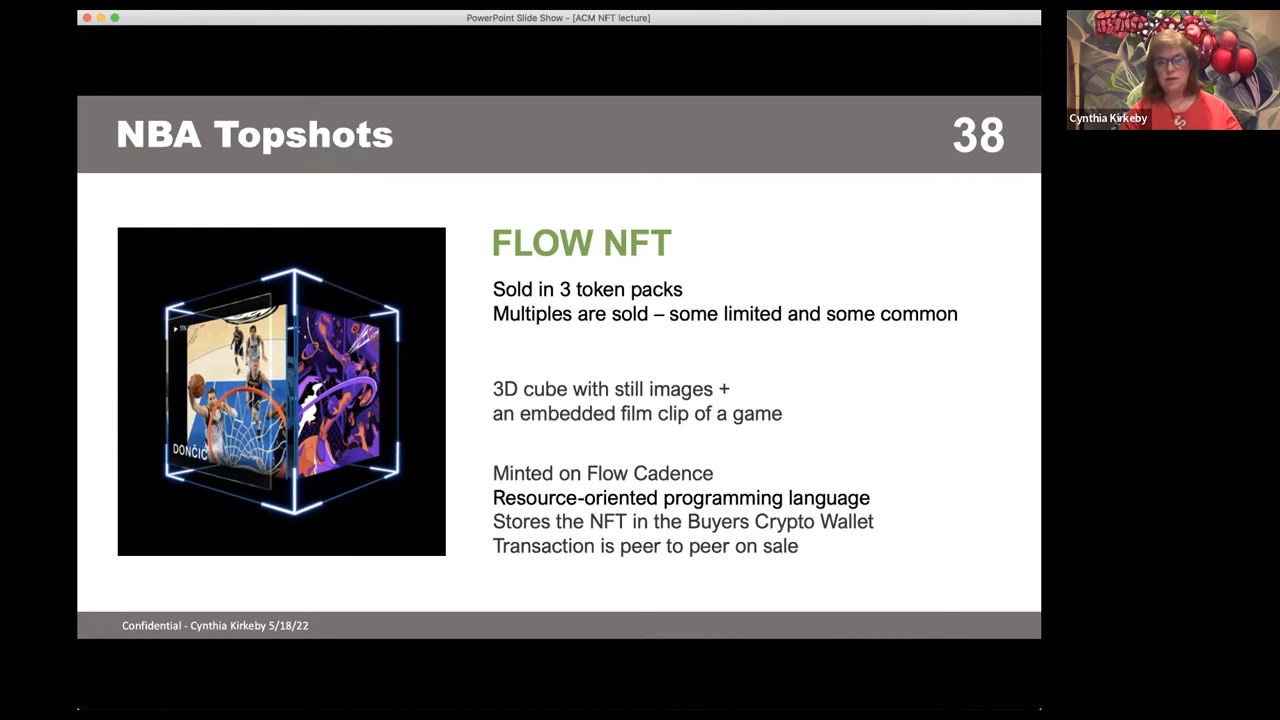 PowerPoint Slide Show - [ACM NFT lecture]
NBA Topshots
38
DONČIĆ
FLOW NFT
Sold in 3 token packs
Multiples are sold – some limited and some common
3D cube with still images +
an embedded film clip of a game
Minted on Flow Cadence
Resource-oriented programming language
Stores the NFT in the Buyers Crypto Wallet
Transaction is peer to peer on sale
Confidential - Cynthia Kirkeby 5/18/22
Cynthia Kirkeby